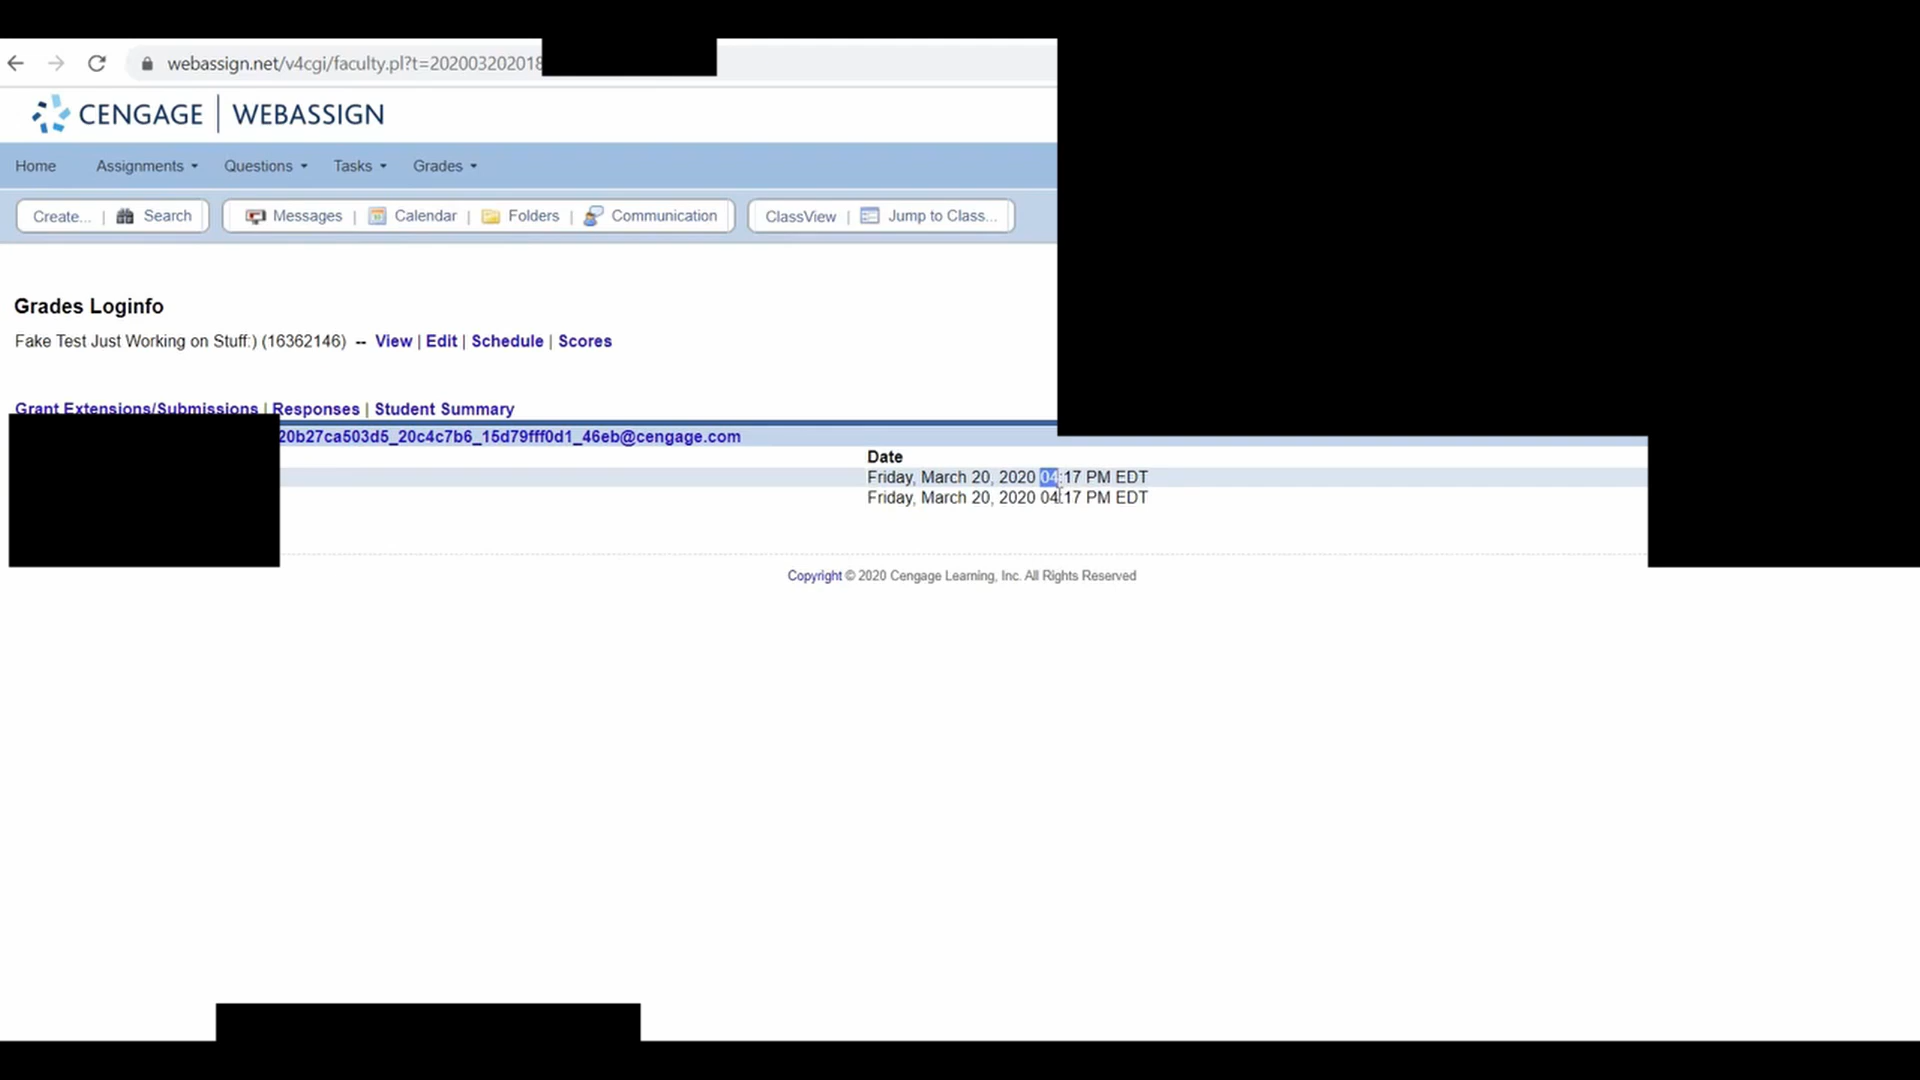 webassign.net/v4cgi/faculty.pl?t=202003202018
CENGAGE | WEBASSIGN
Home Assignments Questions Tasks Grades
Create... | Search Messages | Calendar | Folders | Communication ClassView | Jump to Class...
Grades Loginfo
Fake Test Just Working on Stuff:) (16362146) -- View | Edit | Schedule | Scores
Grant Extensions/Submissions | Responses | Student Summary
20b27ca503d5_20c4c7b6_15d79fff0d1_46eb@cengage.com
Date
Friday, March 20, 2020 04:17 PM EDT
Friday, March 20, 2020 04:17 PM EDT
Copyright © 2020 Cengage Learning, Inc. All Rights Reserved